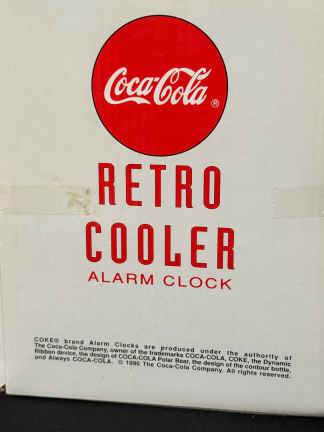 Coca-Cola ®
RETRO
COOLER
ALARM CLOCK
COKE® brand Alarm Clocks are produced under the authority of
The Coca-Cola Company, owner of the trademarks COCA-COLA, COKE, the Dynamic
Ribbon device, the design of COCA-COLA Polar Bear, the design of the contour bottle,
and Always COCA-COLA. © 1996 The Coca-Cola Company. All rights reserved.